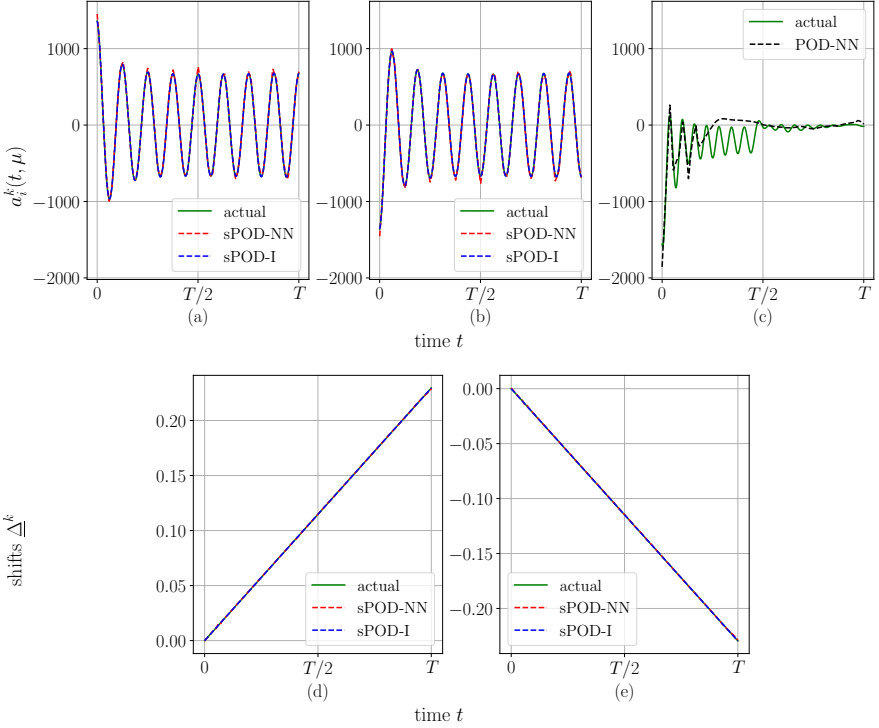 1000
0
−1000
−2000
0
T/2
T
(a)
actual
sPOD-NN
sPOD-I
1000
0
−1000
−2000
0
T/2
T
(b)
actual
sPOD-NN
sPOD-I
1000
0
−1000
−2000
0
T/2
T
(c)
actual
POD-NN
a_i^k(t, μ)
time t
0.20
0.15
0.10
0.05
0.00
0
T/2
T
(d)
actual
sPOD-NN
sPOD-I
0.00
−0.05
−0.10
−0.15
−0.20
0
T/2
T
(e)
actual
sPOD-NN
sPOD-I
shifts Δ^k
time t